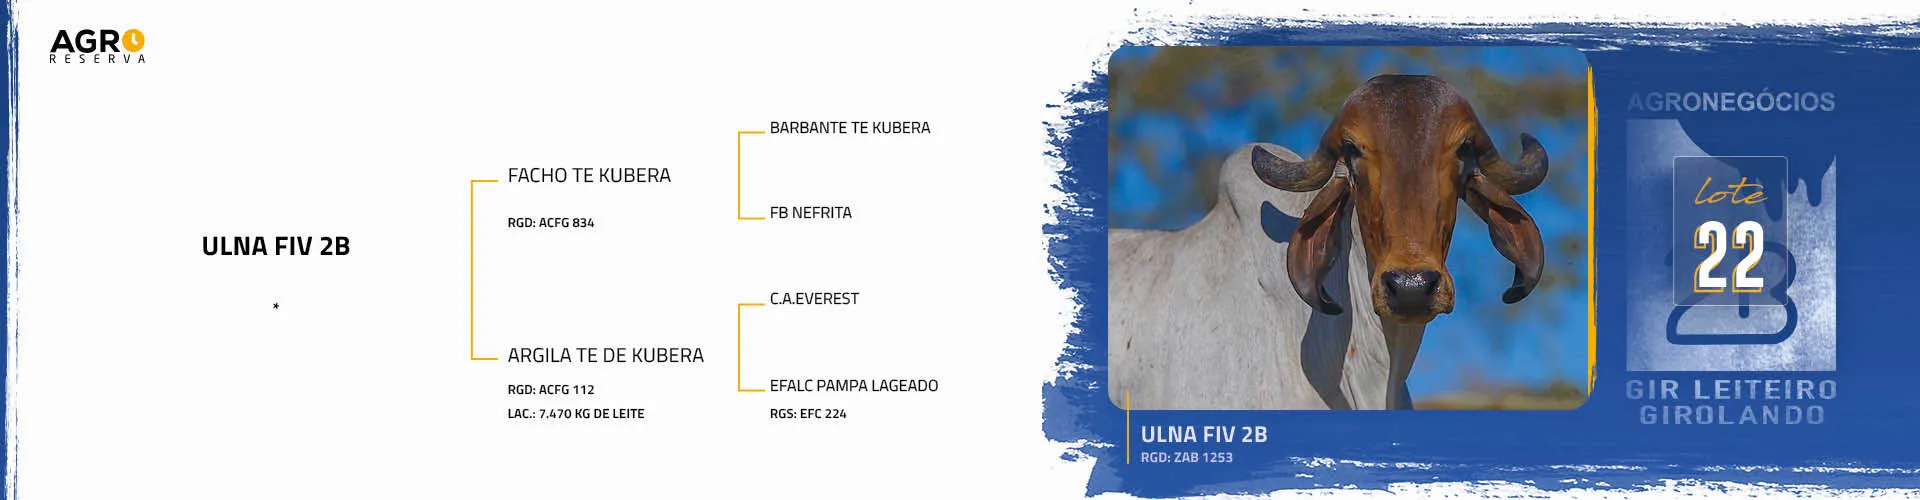 AGRO
RESERVA
ULNA FIV 2B
*
FACHO TE KUBERA
RGD: ACFG 834
ARGILA TE DE KUBERA
RGD: ACFG 112
LAC.: 7.470 KG DE LEITE
BARBANTE TE KUBERA
FB NEFRITA
C.A.EVEREST
EFALC PAMPA LAGEADO
RGS: EFC 224
ULNA FIV 2B
RGD: ZAB 1253
AGRONEGÓCIOS
lote
22
2B
GIR LEITEIRO
GIROLANDO